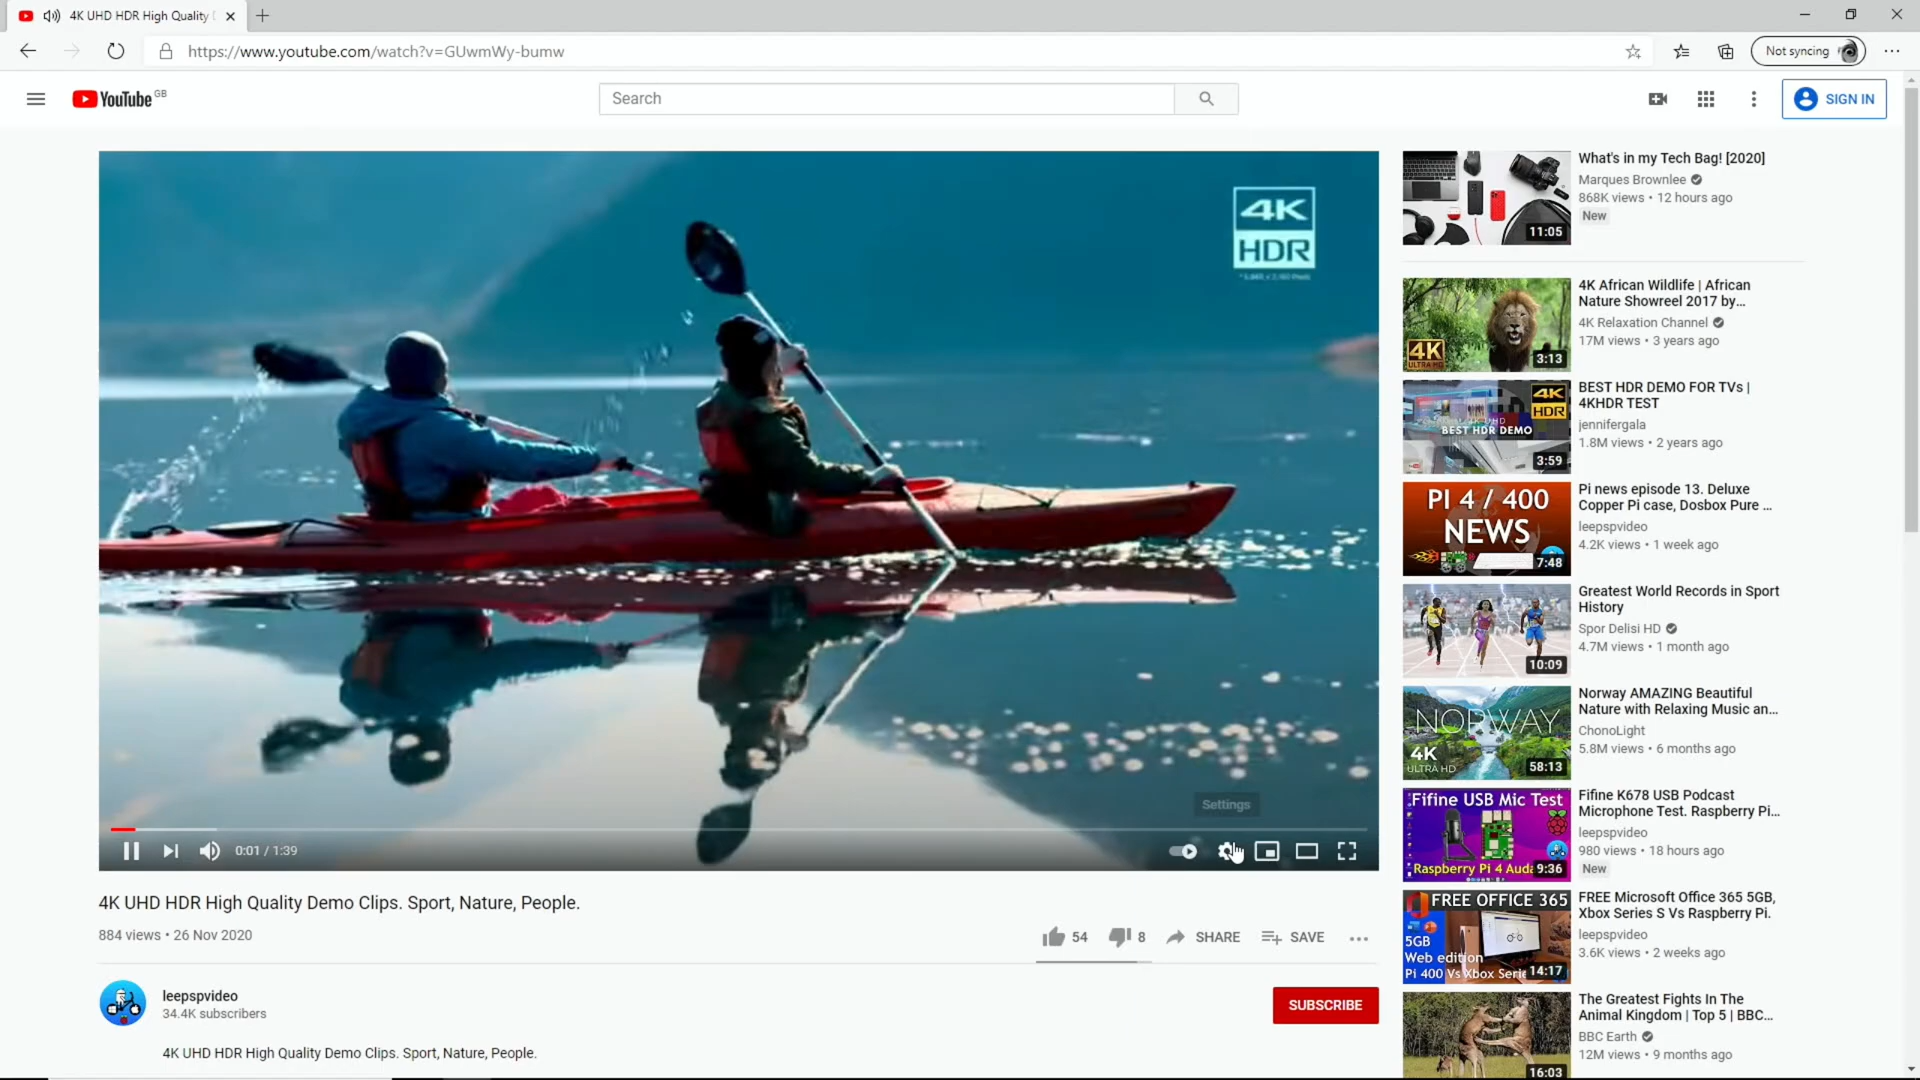 4K UHD HDR High Quality
https://www.youtube.com/watch?v=GUwmWy-bumw
Not syncing
YouTube GB
Search
SIGN IN
4K
HDR
Settings
0:01 / 1:39
4K UHD HDR High Quality Demo Clips. Sport, Nature, People.
884 views • 26 Nov 2020
54
8
SHARE
SAVE
leepspvideo
34.4K subscribers
SUBSCRIBE
4K UHD HDR High Quality Demo Clips. Sport, Nature, People.
11:05
What's in my Tech Bag! [2020]
Marques Brownlee
868K views • 12 hours ago
New
4K
ULTRA HD
3:13
4K African Wildlife | African
Nature Showreel 2017 by...
4K Relaxation Channel
17M views • 3 years ago
4K
HDR
BEST HDR DEMO
3:59
BEST HDR DEMO FOR TVs |
4KHDR TEST
jennifergala
1.8M views • 2 years ago
PI 4 / 400
NEWS
7:48
Pi news episode 13. Deluxe
Copper Pi case, Dosbox Pure ...
leepspvideo
4.2K views • 1 week ago
10:09
Greatest World Records in Sport
History
Spor Delisi HD
4.7M views • 1 month ago
NORWAY
4K
ULTRA HD
58:13
Norway AMAZING Beautiful
Nature with Relaxing Music an...
ChonoLight
5.8M views • 6 months ago
Fifine USB Mic Test
Raspberry Pi 4 Auda
9:36
Fifine K678 USB Podcast
Microphone Test. Raspberry Pi...
leepspvideo
980 views • 18 hours ago
New
FREE OFFICE 365
5GB
Web edition
Pi 400 Vs Xbox Serie
14:17
FREE Microsoft Office 365 5GB,
Xbox Series S Vs Raspberry Pi.
leepspvideo
3.6K views • 2 weeks ago
16:03
The Greatest Fights In The
Animal Kingdom | Top 5 | BBC...
BBC Earth
12M views • 9 months ago